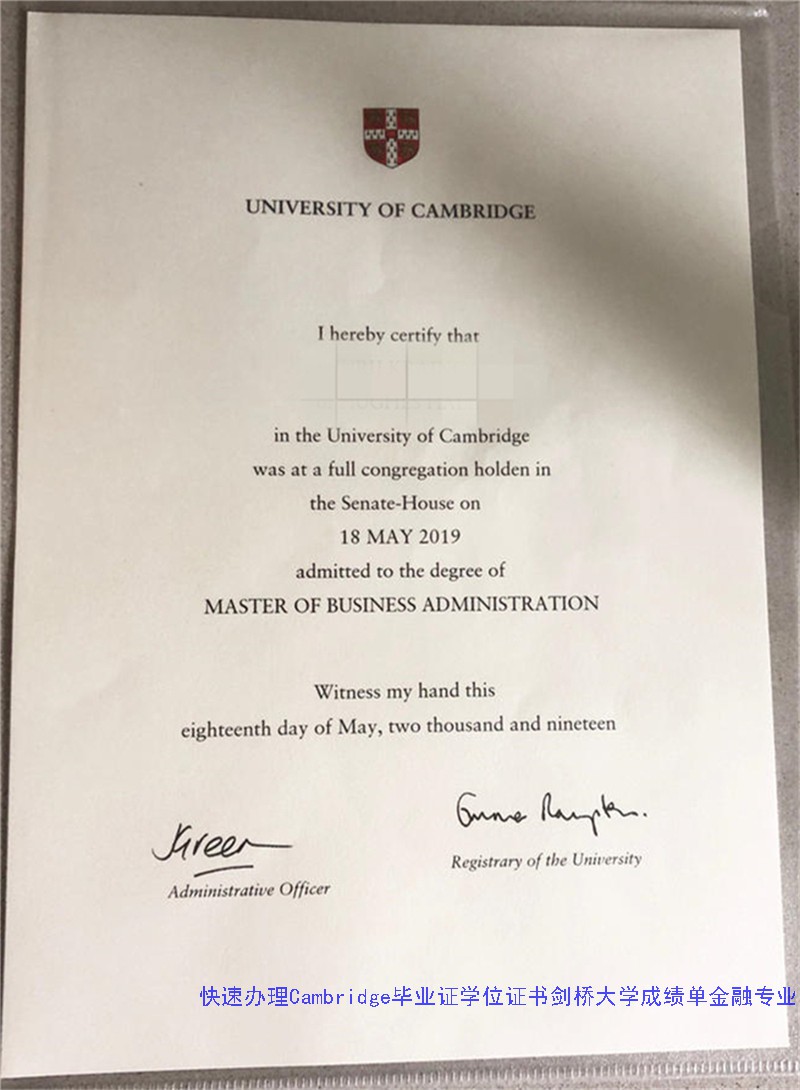 UNIVERSITY OF CAMBRIDGE
I hereby certify that
in the University of Cambridge
was at a full congregation holden in
the Senate-House on
18 MAY 2019
admitted to the degree of
MASTER OF BUSINESS ADMINISTRATION
Witness my hand this
eighteenth day of May, two thousand and nineteen
Administrative Officer
Registrary of the University
快速办理Cambridge毕业证学位证书剑桥大学成绩单金融专业